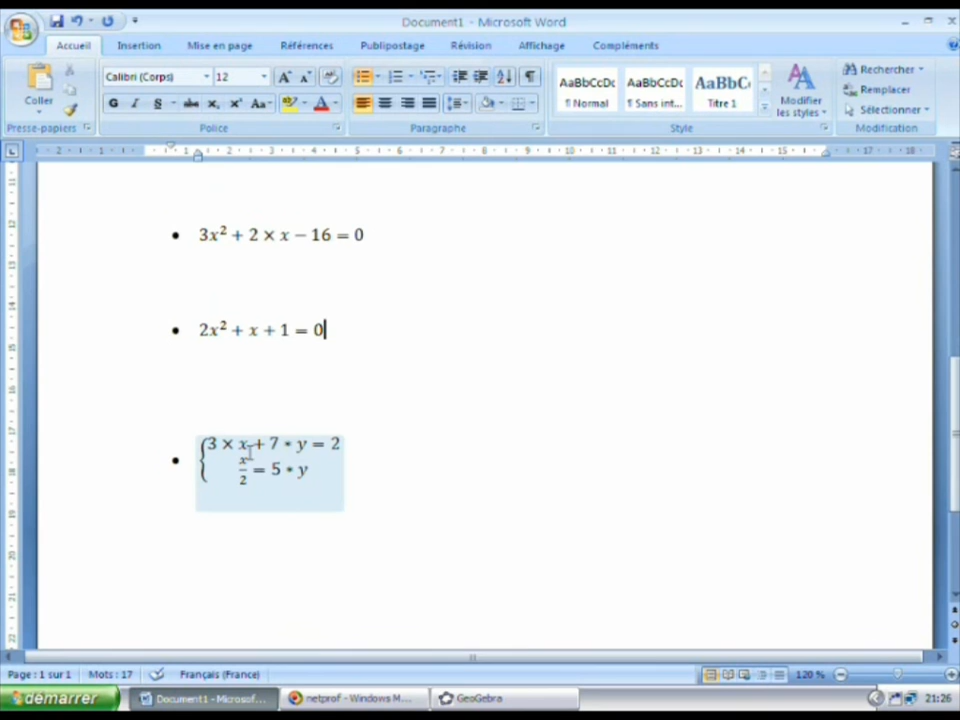 Document1 - Microsoft Word
Accueil Insertion Mise en page Références Publipostage Révision Affichage Compléments
Coller
Calibri (Corps) 12
AaBbCcDc AaBbCcDc AaBbC
¶ Normal ¶ Sans int... Titre 1
Modifier les styles
Rechercher
Remplacer
Sélectionner
Presse-papiers Police Paragraphe Style Modification
• 3x² + 2 × x − 16 = 0
• 2x² + x + 1 = 0
• { 3 × x + 7 * y = 2
x/2 = 5 * y
Page : 1 sur 1 Mots : 17 Français (France) 120 %
démarrer Document1 - Microsof... netprof - Windows M... GeoGebra 21:26